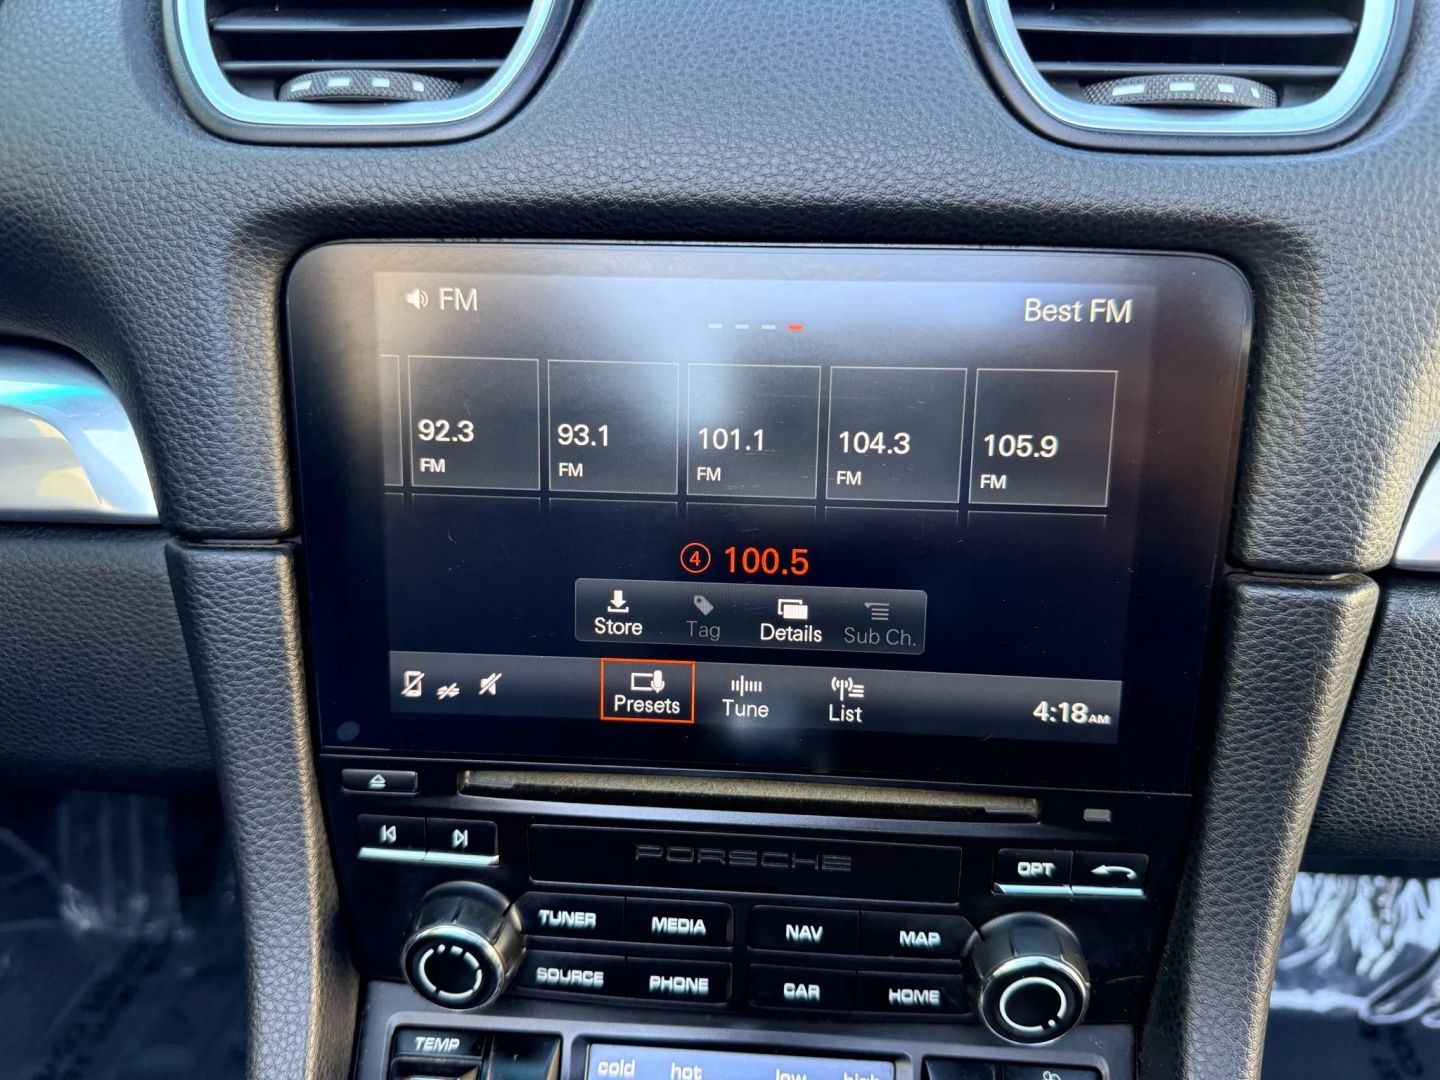 FM
Best FM
92.3 93.1 101.1 104.3 105.9
FM FM FM FM FM
4 100.5
Store Tag Details Sub Ch.
Presets Tune List 4:18AM
PORSCHE
OPT
TUNER MEDIA NAV MAP
SOURCE PHONE CAR HOME
TEMP
cold hot low high